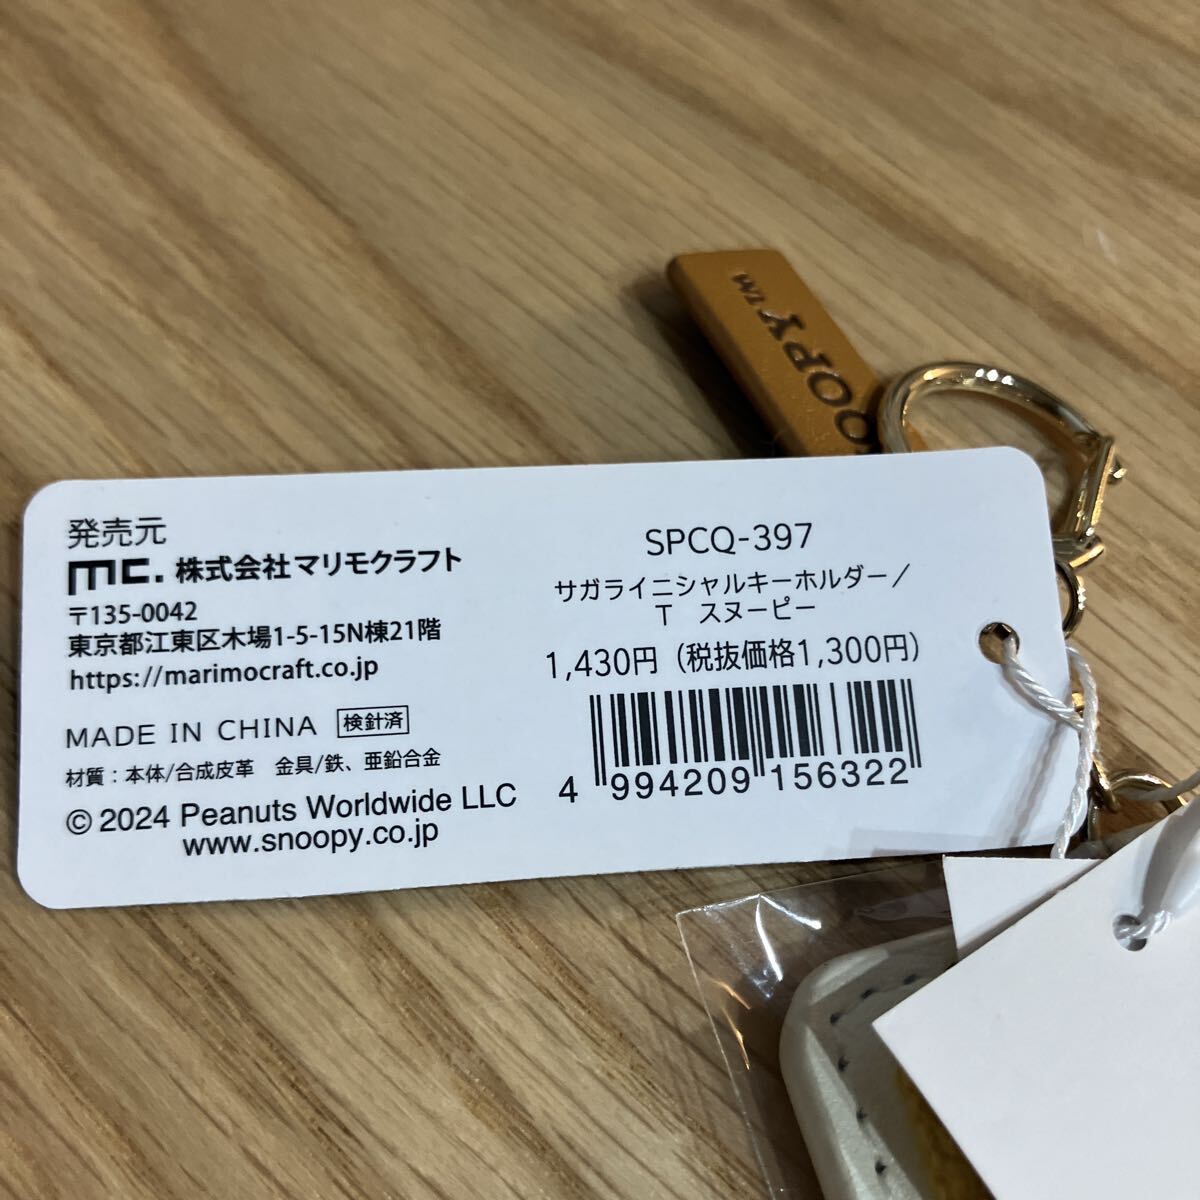 発売元
mc. 株式会社マリモクラフト
〒135-0042
東京都江東区木場1-5-15N棟21階
https://marimocraft.co.jp
MADE IN CHINA 検針済
材質：本体/合成皮革　金具/鉄、亜鉛合金
© 2024 Peanuts Worldwide LLC
www.snoopy.co.jp
SPCQ-397
サガライニシャルキーホルダー／
T　スヌーピー
1,430円（税抜価格1,300円）
4 994209 156322
OOPY™